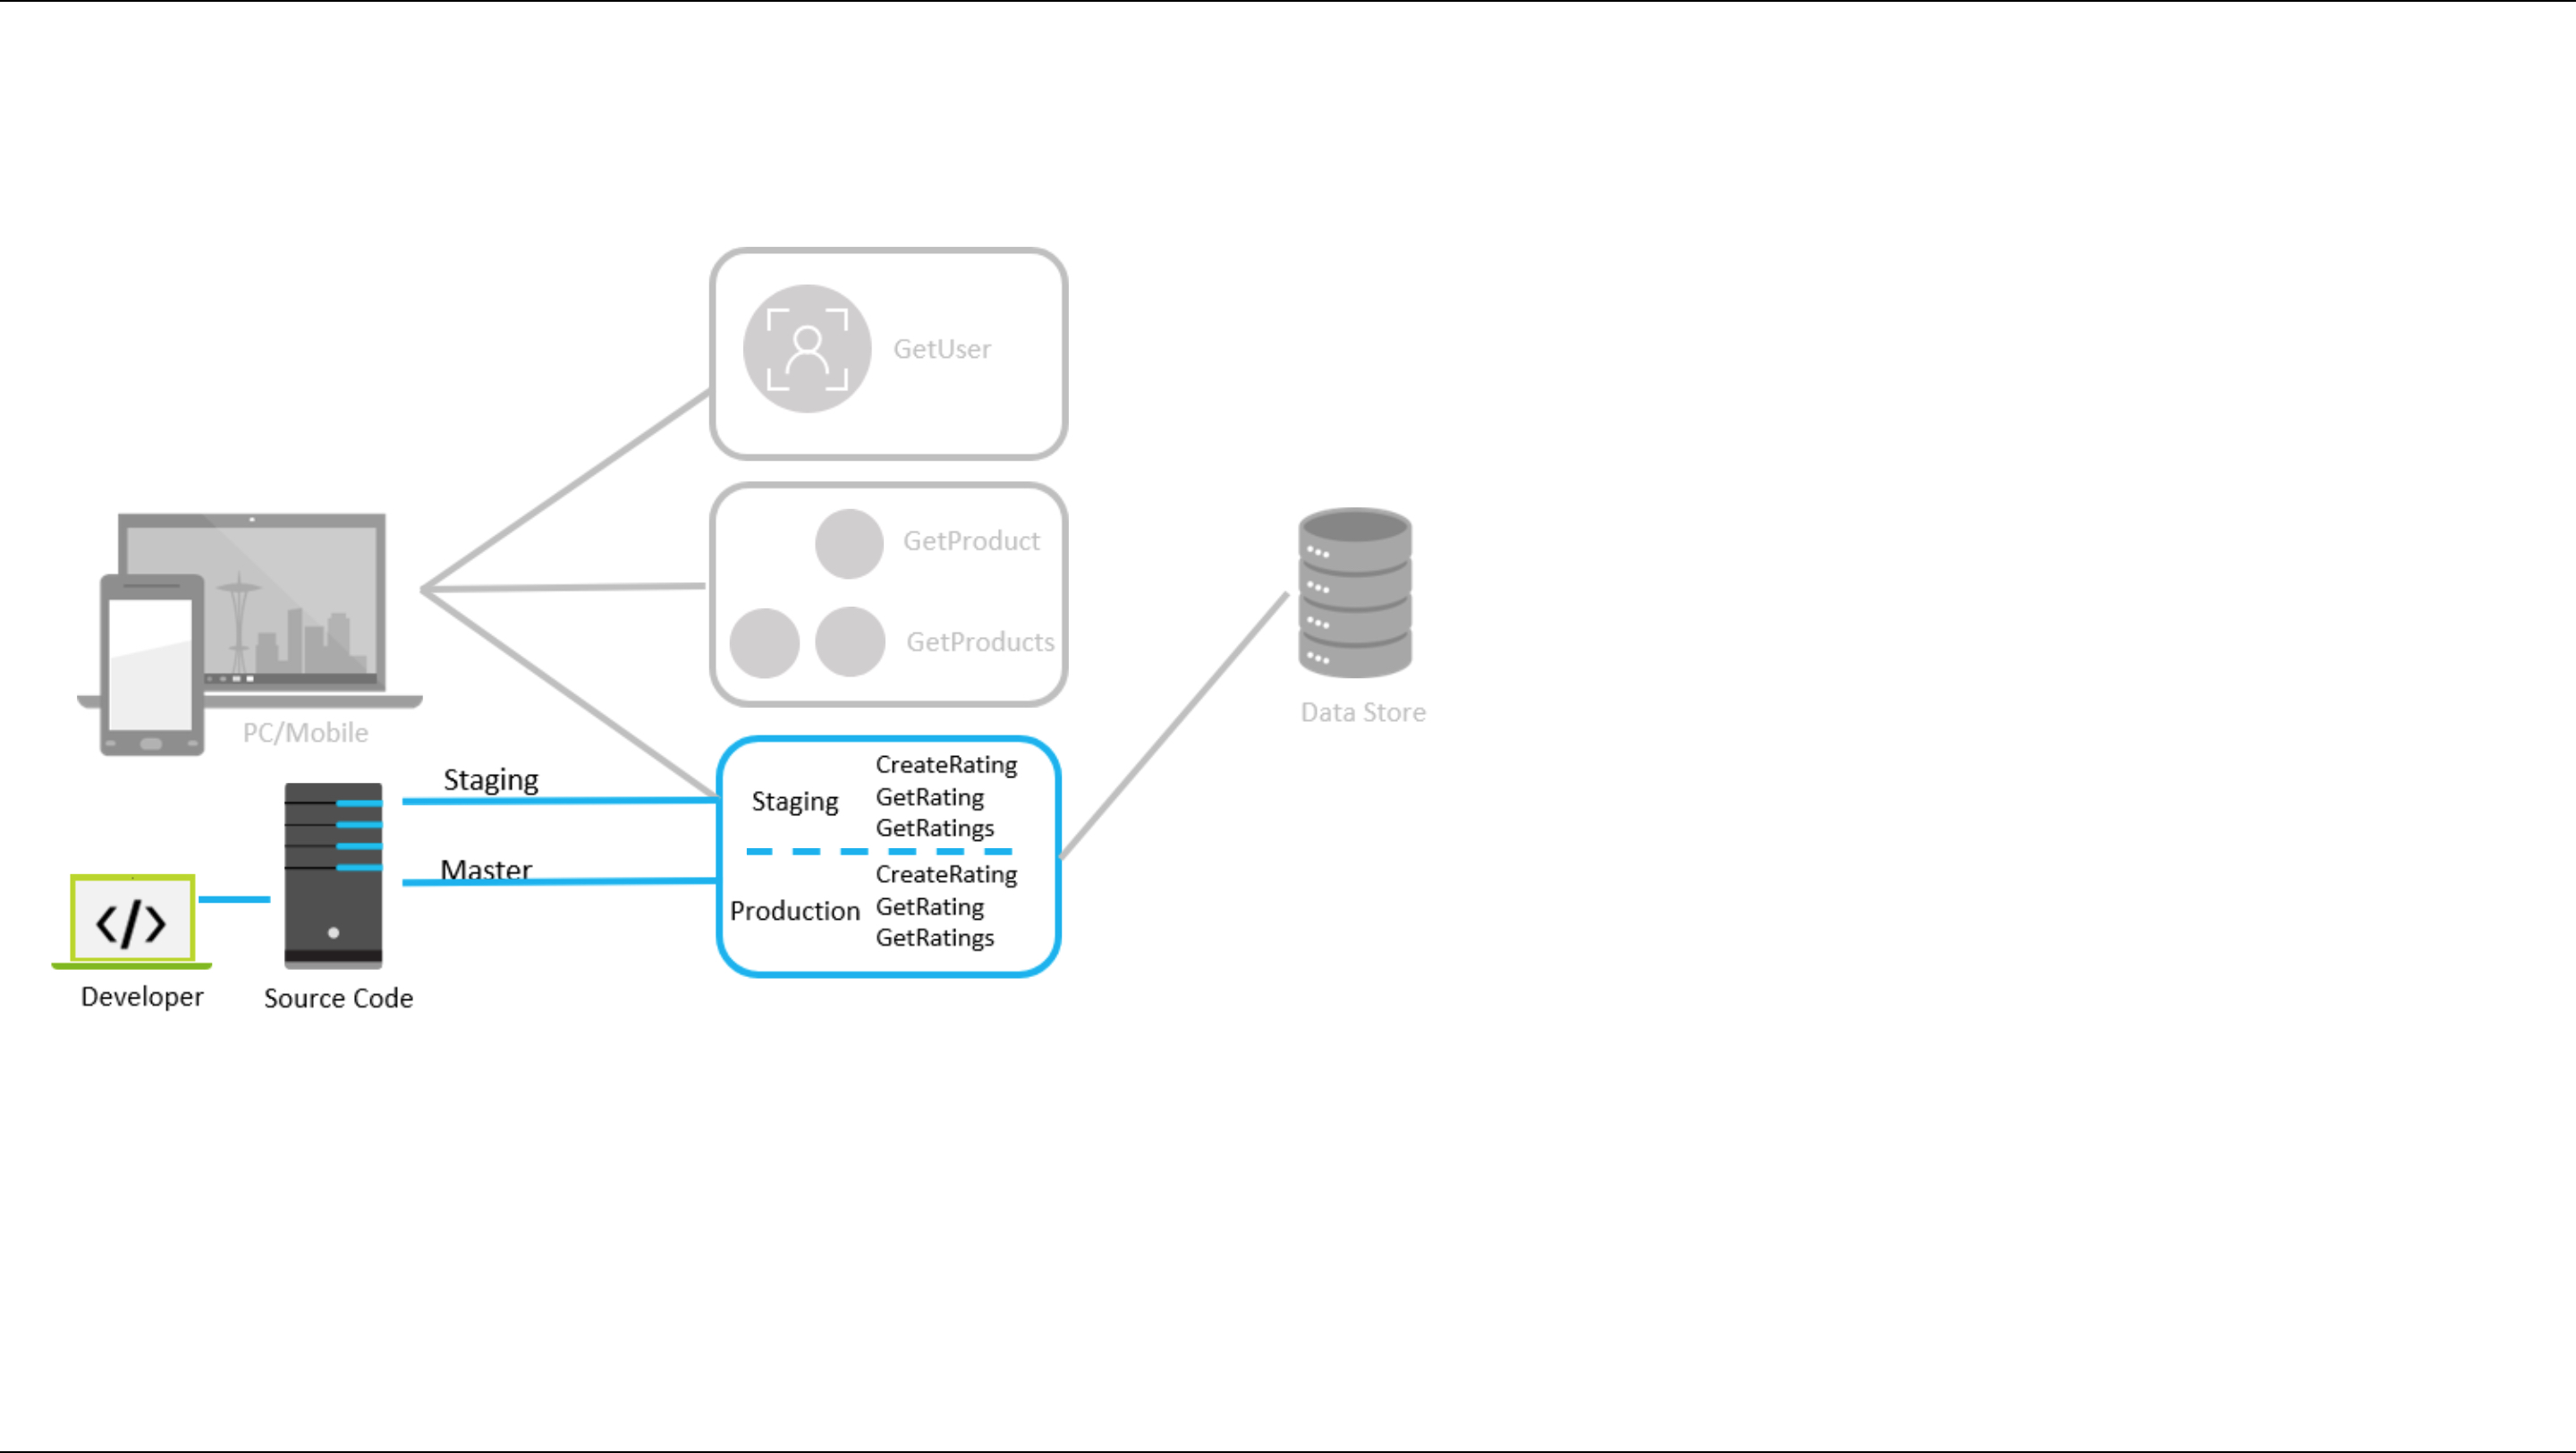 GetUser
GetProduct
GetProducts
PC/Mobile
Data Store
Staging
Master
Staging
CreateRating
GetRating
GetRatings
Production
CreateRating
GetRating
GetRatings
</>
Developer
Source Code